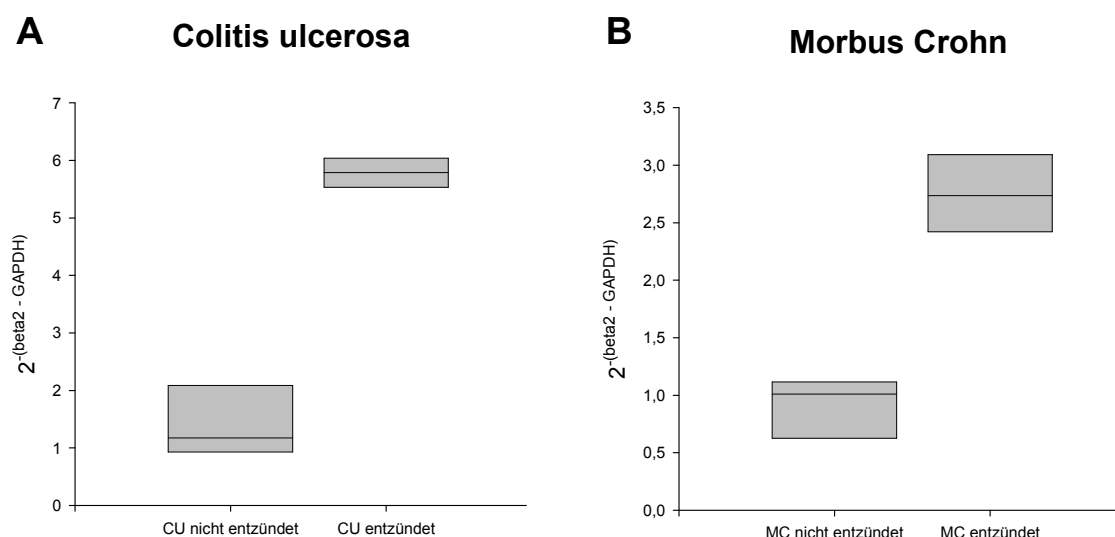 A
Colitis ulcerosa
2-(beta2 - GAPDH)
7
6
5
4
3
2
1
0
CU nicht entzündet
CU entzündet
B
Morbus Crohn
2-(beta2 - GAPDH)
3,5
3,0
2,5
2,0
1,5
1,0
0,5
0,0
MC nicht entzündet
MC entzündet